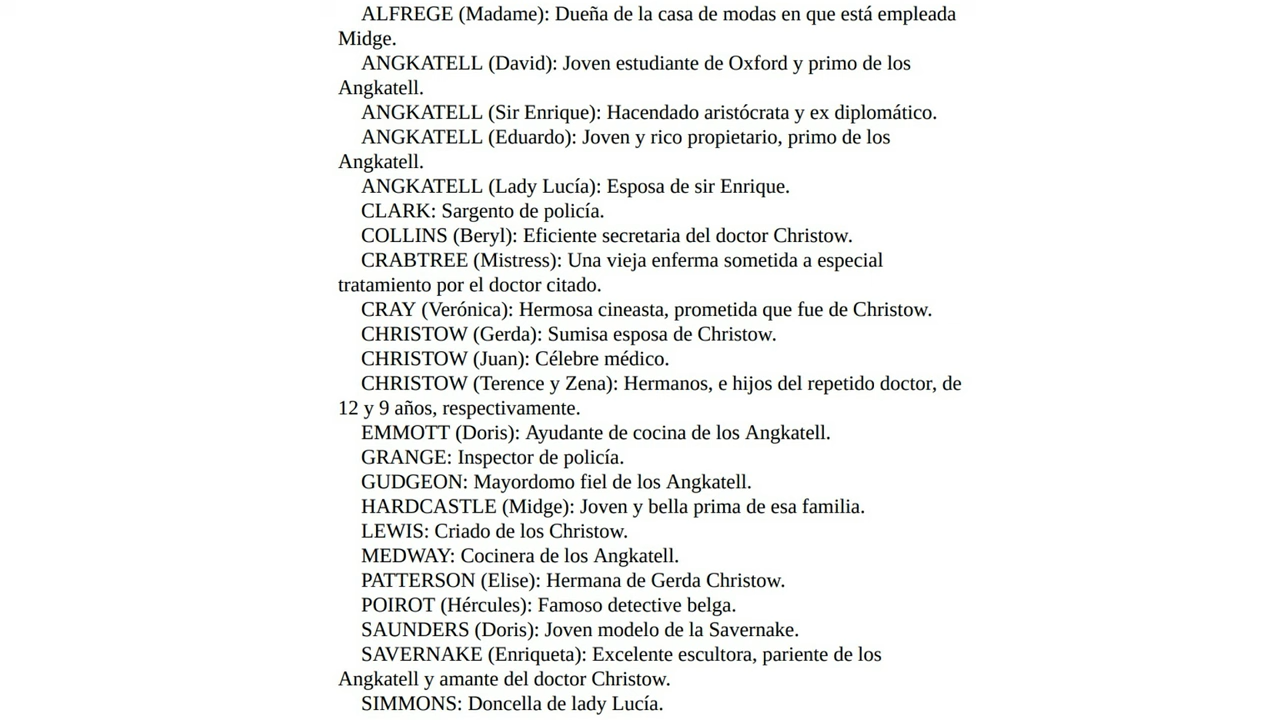 ALFREGE (Madame): Dueña de la casa de modas en que está empleada
Midge.
ANGKATELL (David): Joven estudiante de Oxford y primo de los
Angkatell.
ANGKATELL (Sir Enrique): Hacendado aristócrata y ex diplomático.
ANGKATELL (Eduardo): Joven y rico propietario, primo de los
Angkatell.
ANGKATELL (Lady Lucía): Esposa de sir Enrique.
CLARK: Sargento de policía.
COLLINS (Beryl): Eficiente secretaria del doctor Christow.
CRABTREE (Mistress): Una vieja enferma sometida a especial
tratamiento por el doctor citado.
CRAY (Verónica): Hermosa cineasta, prometida que fue de Christow.
CHRISTOW (Gerda): Sumisa esposa de Christow.
CHRISTOW (Juan): Célebre médico.
CHRISTOW (Terence y Zena): Hermanos, e hijos del repetido doctor, de
12 y 9 años, respectivamente.
EMMOTT (Doris): Ayudante de cocina de los Angkatell.
GRANGE: Inspector de policía.
GUDGEON: Mayordomo fiel de los Angkatell.
HARDCASTLE (Midge): Joven y bella prima de esa familia.
LEWIS: Criado de los Christow.
MEDWAY: Cocinera de los Angkatell.
PATTERSON (Elise): Hermana de Gerda Christow.
POIROT (Hércules): Famoso detective belga.
SAUNDERS (Doris): Joven modelo de la Savernake.
SAVERNAKE (Enriqueta): Excelente escultora, pariente de los
Angkatell y amante del doctor Christow.
SIMMONS: Doncella de lady Lucía.